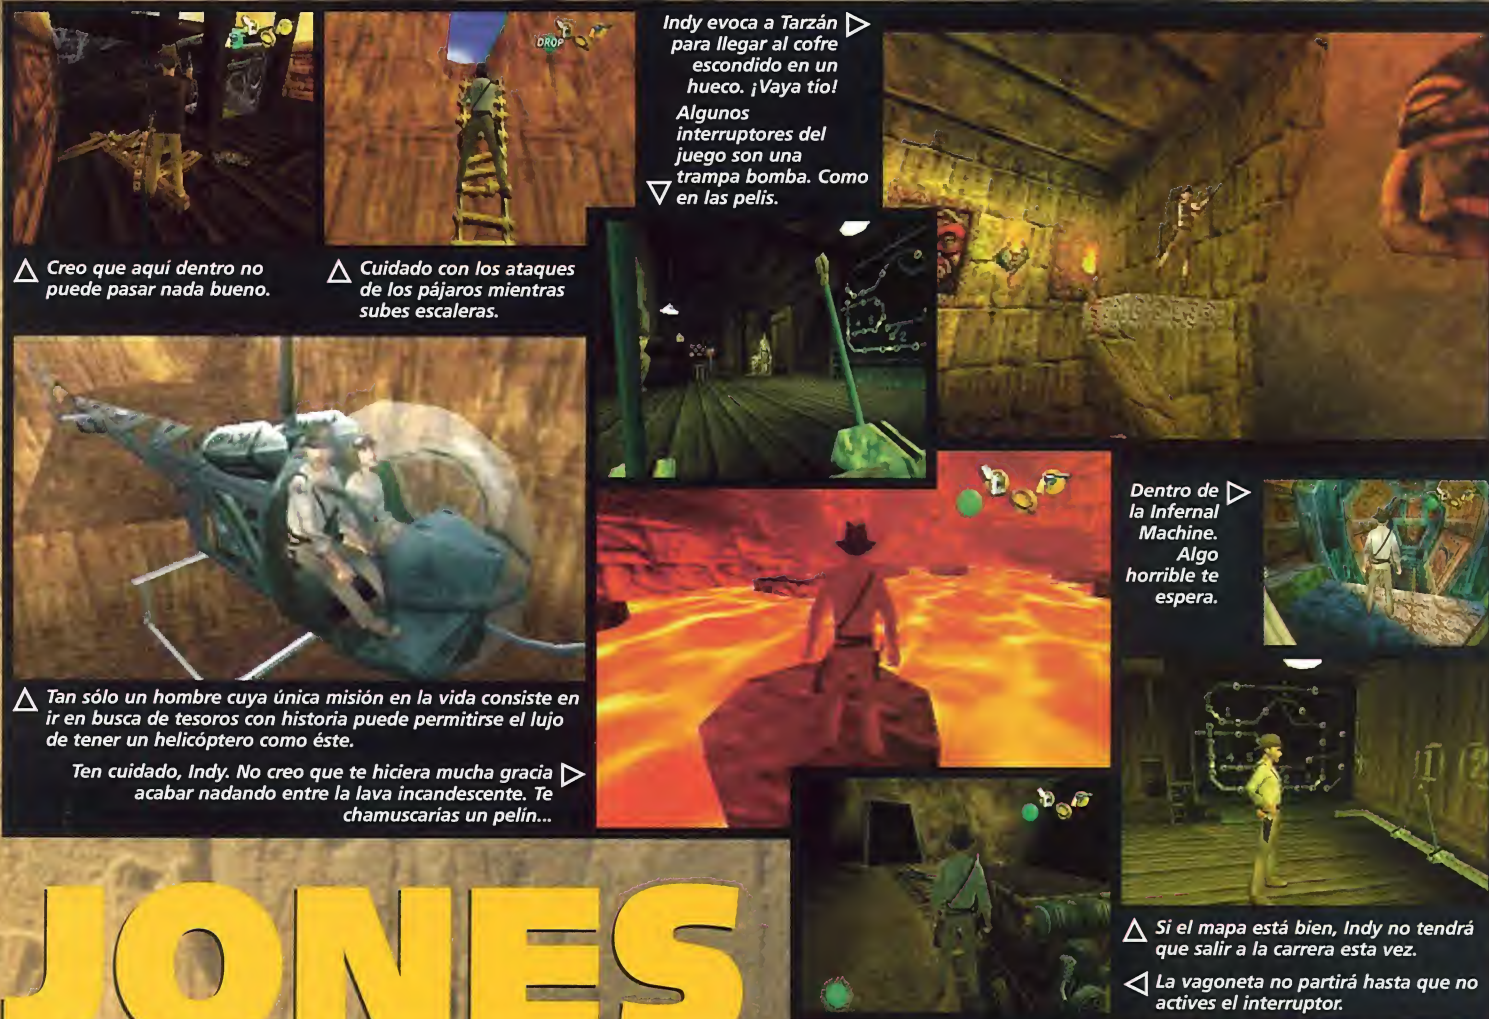 DROP
Indy evoca a Tarzán
para llegar al cofre
escondido en un
hueco. ¡Vaya tío!
Algunos
interruptores del
juego son una
trampa bomba. Como
en las pelis.
Creo que aquí dentro no
puede pasar nada bueno.
Cuidado con los ataques
de los pájaros mientras
subes escaleras.
Dentro de
la Infernal
Machine.
Algo
horrible te
espera.
Tan sólo un hombre cuya única misión en la vida consiste en
ir en busca de tesoros con historia puede permitirse el lujo
de tener un helicóptero como éste.
Ten cuidado, Indy. No creo que te hiciera mucha gracia
acabar nadando entre la lava incandescente. Te
chamuscarías un pelín...
JONES
Si el mapa está bien, Indy no tendrá
que salir a la carrera esta vez.
La vagoneta no partirá hasta que no
actives el interruptor.